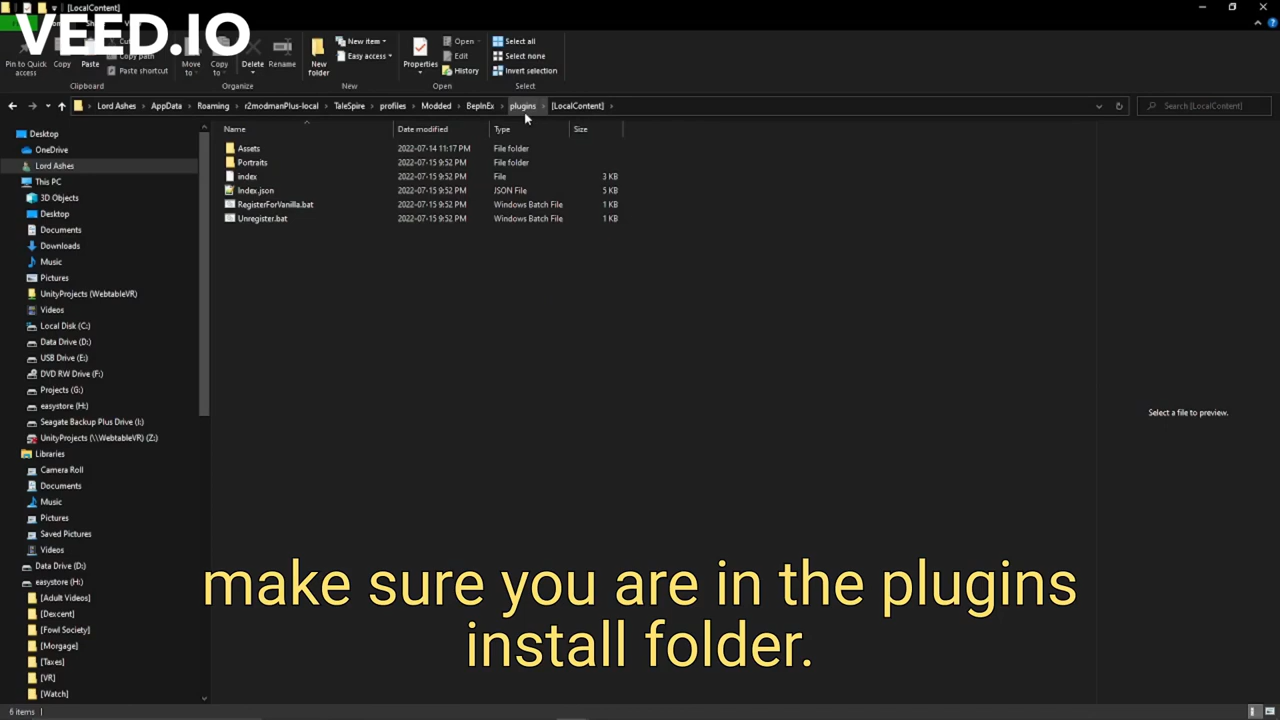 [LocalContent]
VEED.IO
Pin to Quick access
Copy
Paste
Cut
Copy path
Paste shortcut
Clipboard
Move to
Copy to
Delete
Rename
Organize
New folder
New item
Easy access
New
Properties
Open
Edit
History
Open
Select all
Select none
Invert selection
Select
Lord Ashes > AppData > Roaming > r2modmanPlus-local > TaleSpire > profiles > Modded > BepInEx > plugins > [LocalContent] >
Search [LocalContent]
Name Date modified Type Size
Assets 2022-07-14 11:17 PM File folder
Portraits 2022-07-15 9:52 PM File folder
index 2022-07-15 9:52 PM File 3 KB
Index.json 2022-07-15 9:52 PM JSON File 5 KB
RegisterForVanilla.bat 2022-07-15 9:52 PM Windows Batch File 1 KB
Unregister.bat 2022-07-15 9:52 PM Windows Batch File 1 KB
Desktop
OneDrive
Lord Ashes
This PC
3D Objects
Desktop
Documents
Downloads
Music
Pictures
UnityProjects (WebtableVR)
Videos
Local Disk (C:)
Data Drive (D:)
USB Drive (E:)
DVD RW Drive (F:)
Projects (G:)
easystore (H:)
Seagate Backup Plus Drive (I:)
UnityProjects (\\WebtableVR) (Z:)
Libraries
Camera Roll
Documents
Music
Pictures
Saved Pictures
Videos
Data Drive (D:)
easystore (H:)
[Adult Videos]
[Dexcent]
[Fowl Society]
[Morgage]
[Taxes]
[VR]
[Watch]
Select a file to preview.
make sure you are in the plugins
install folder.
6 items